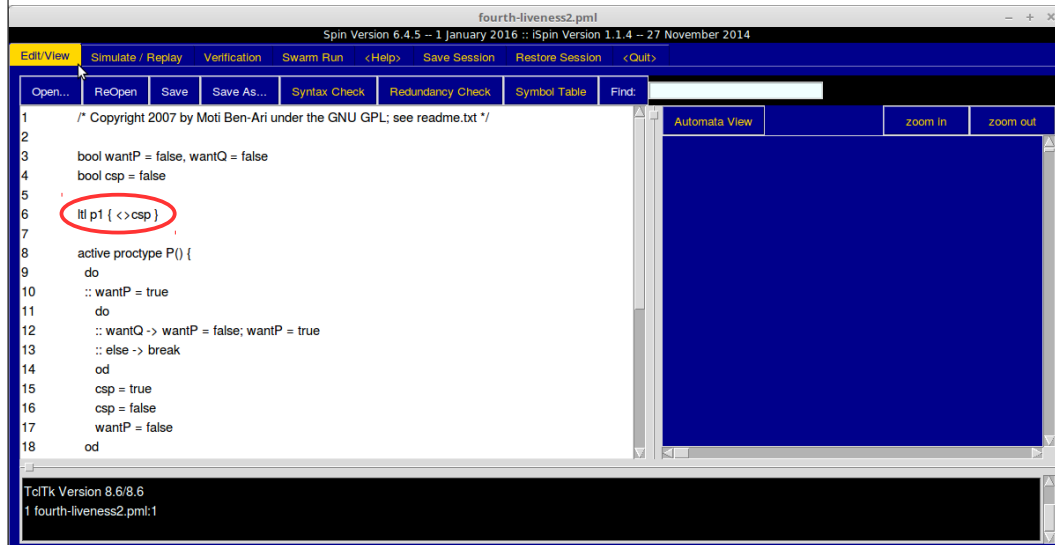 fourth-liveness2.pml
Spin Version 6.4.5 -- 1 January 2016 :: iSpin Version 1.1.4 -- 27 November 2014
Edit/View Simulate / Replay Verification Swarm Run <Help> Save Session Restore Session <Quit>
Open... ReOpen Save Save As... Syntax Check Redundancy Check Symbol Table Find:
Automata View zoom in zoom out
1 /* Copyright 2007 by Moti Ben-Ari under the GNU GPL; see readme.txt */
2
3 bool wantP = false, wantQ = false
4 bool csp = false
5
6 ltl p1 { <>csp }
7
8 active proctype P() {
9 do
10 :: wantP = true
11 do
12 :: wantQ -> wantP = false; wantP = true
13 :: else -> break
14 od
15 csp = true
16 csp = false
17 wantP = false
18 od
TclTk Version 8.6/8.6
1 fourth-liveness2.pml:1